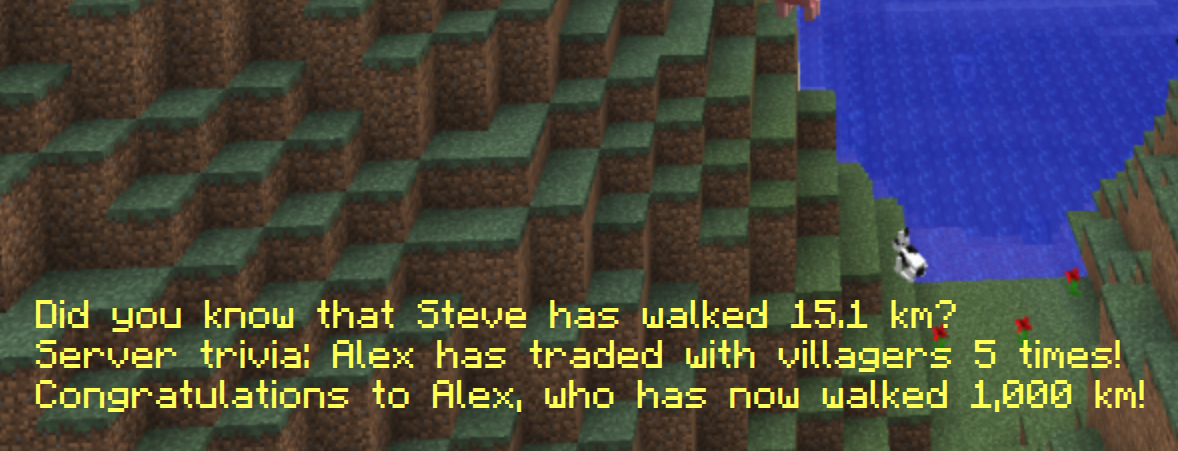 Did you know that Steve has walked 15.1 km?
Server trivia: Alex has traded with villagers 5 times!
Congratulations to Alex, who has now walked 1,000 km!